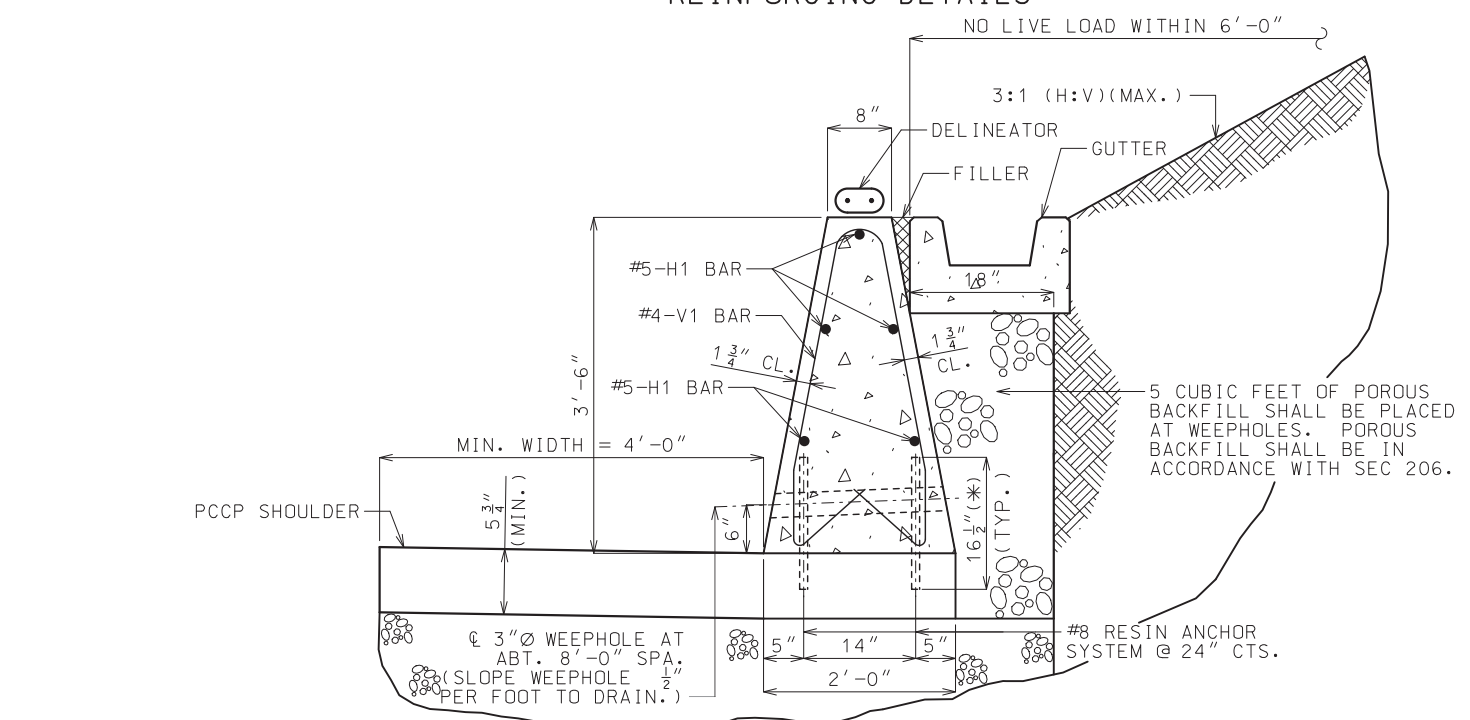 REINFORCING DETAILS
NO LIVE LOAD WITHIN 6'-0"
3:1 (H:V)(MAX.)
8"
DELINEATOR
GUTTER
FILLER
#5-H1 BAR
18"
#4-V1 BAR
1 3/4" CL.
1 3/4"
CL.
3'-6"
#5-H1 BAR
5 CUBIC FEET OF POROUS
BACKFILL SHALL BE PLACED
AT WEEPHOLES. POROUS
BACKFILL SHALL BE IN
ACCORDANCE WITH SEC 206.
MIN. WIDTH = 4'-0"
PCCP SHOULDER
5 3/4"
(MIN.)
6"
16 1/2"(*)
(TYP.)
℄ 3"Ø WEEPHOLE AT
ABT. 8'-0" SPA.
(SLOPE WEEPHOLE 1/2"
PER FOOT TO DRAIN.)
5" 14" 5"
2'-0"
#8 RESIN ANCHOR
SYSTEM @ 24" CTS.